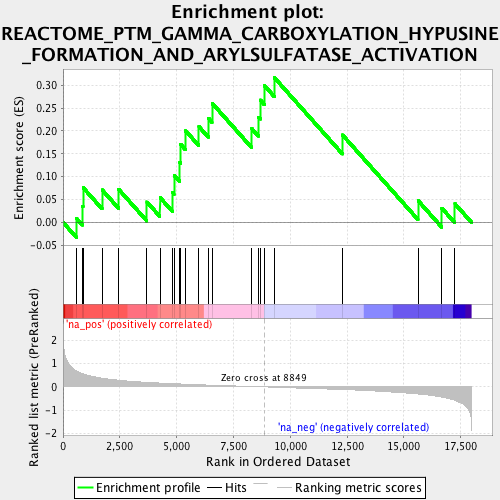 Enrichment plot:
REACTOME_PTM_GAMMA_CARBOXYLATION_HYPUSINE
_FORMATION_AND_ARYLSULFATASE_ACTIVATION
Enrichment score (ES)
0.30
0.25
0.20
0.15
0.10
0.05
0.00
-0.05
'na_pos' (positively correlated)
Ranked list metric (PreRanked)
2
1
0
-1
-2
Zero cross at 8849
'na_neg' (negatively correlated)
0
2,500
5,000
7,500
10,000
12,500
15,000
17,500
Rank in Ordered Dataset
Enrichment profile
Hits
Ranking metric scores